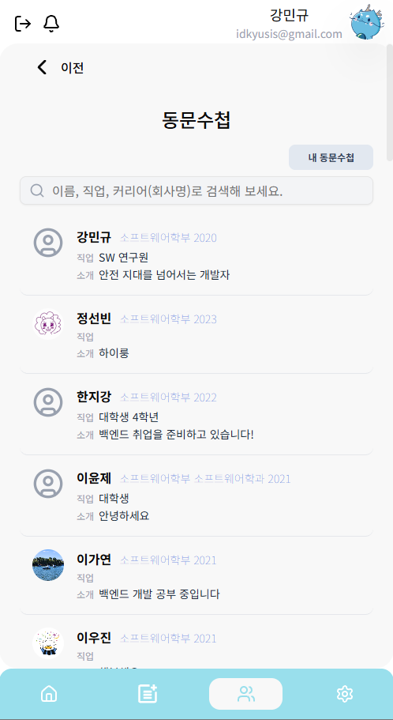 강민규
idkyusis@gmail.com
이전
동문수첩
내 동문수첩
이름, 직업, 커리어(회사명)로 검색해 보세요.
강민규 소프트웨어학부 2020
직업 SW 연구원
소개 안전 지대를 넘어서는 개발자
정선빈 소프트웨어학부 2023
직업
소개 하이룽
한지강 소프트웨어학부 2022
직업 대학생 4학년
소개 백엔드 취업을 준비하고 있습니다!
이윤제 소프트웨어학부 소프트웨어학과 2021
직업 대학생
소개 안녕하세요
이가연 소프트웨어학부 2021
직업
소개 백엔드 개발 공부 중입니다
이우진 소프트웨어학부 2021
직업